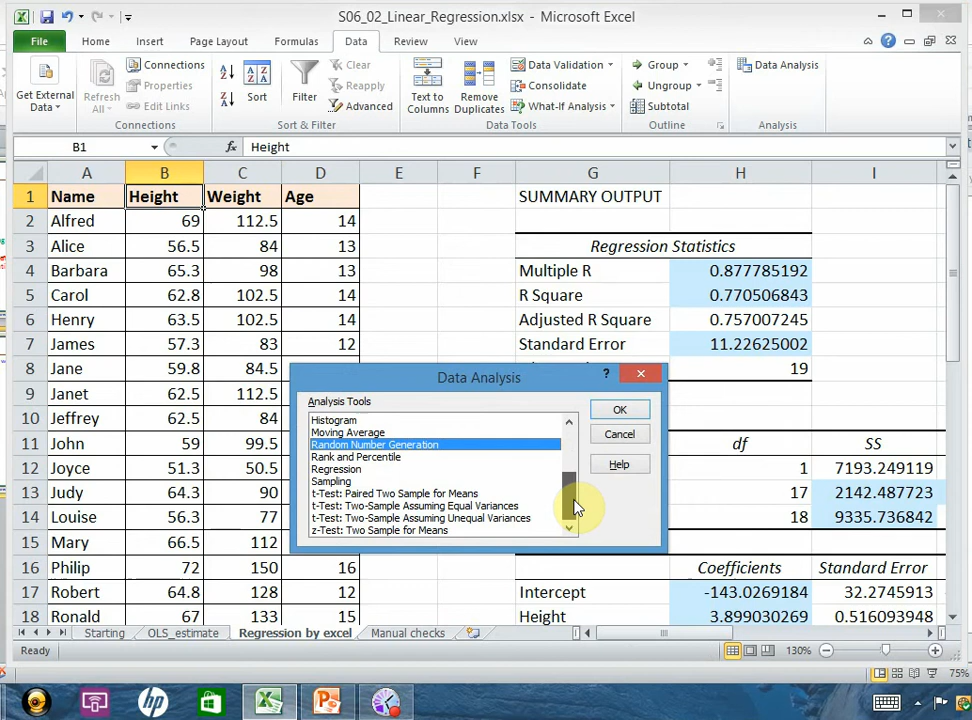 S06_02_Linear_Regression.xlsx - Microsoft Excel
File Home Insert Page Layout Formulas Data Review View
Get External Data
Refresh All
Connections
Properties
Edit Links
Connections
Sort
Filter
Clear
Reapply
Advanced
Sort & Filter
Text to Columns
Remove Duplicates
Data Validation
Consolidate
What-If Analysis
Data Tools
Group
Ungroup
Subtotal
Outline
Data Analysis
Analysis
B1 fx Height
A B C D E F G H I
1 Name Height Weight Age SUMMARY OUTPUT
2 Alfred 69 112.5 14
3 Alice 56.5 84 13 Regression Statistics
4 Barbara 65.3 98 13 Multiple R 0.877785192
5 Carol 62.8 102.5 14 R Square 0.770506843
6 Henry 63.5 102.5 14 Adjusted R Square 0.757007245
7 James 57.3 83 12 Standard Error 11.22625002
8 Jane 59.8 84.5 19
9 Janet 62.5 112.5
10 Jeffrey 62.5 84
11 John 59 99.5 df SS
12 Joyce 51.3 50.5 1 7193.249119
13 Judy 64.3 90 17 2142.487723
14 Louise 56.3 77 18 9335.736842
15 Mary 66.5 112
16 Philip 72 150 16 Coefficients Standard Error
17 Robert 64.8 128 12 Intercept -143.0269184 32.2745913
18 Ronald 67 133 15 Height 3.899030269 0.516093948
Data Analysis
?
Analysis Tools
Histogram
Moving Average
Random Number Generation
Rank and Percentile
Regression
Sampling
t-Test: Paired Two Sample for Means
t-Test: Two-Sample Assuming Equal Variances
t-Test: Two-Sample Assuming Unequal Variances
z-Test: Two Sample for Means
OK
Cancel
Help
Starting OLS_estimate Regression by excel Manual checks
Ready 130%
75%
hp